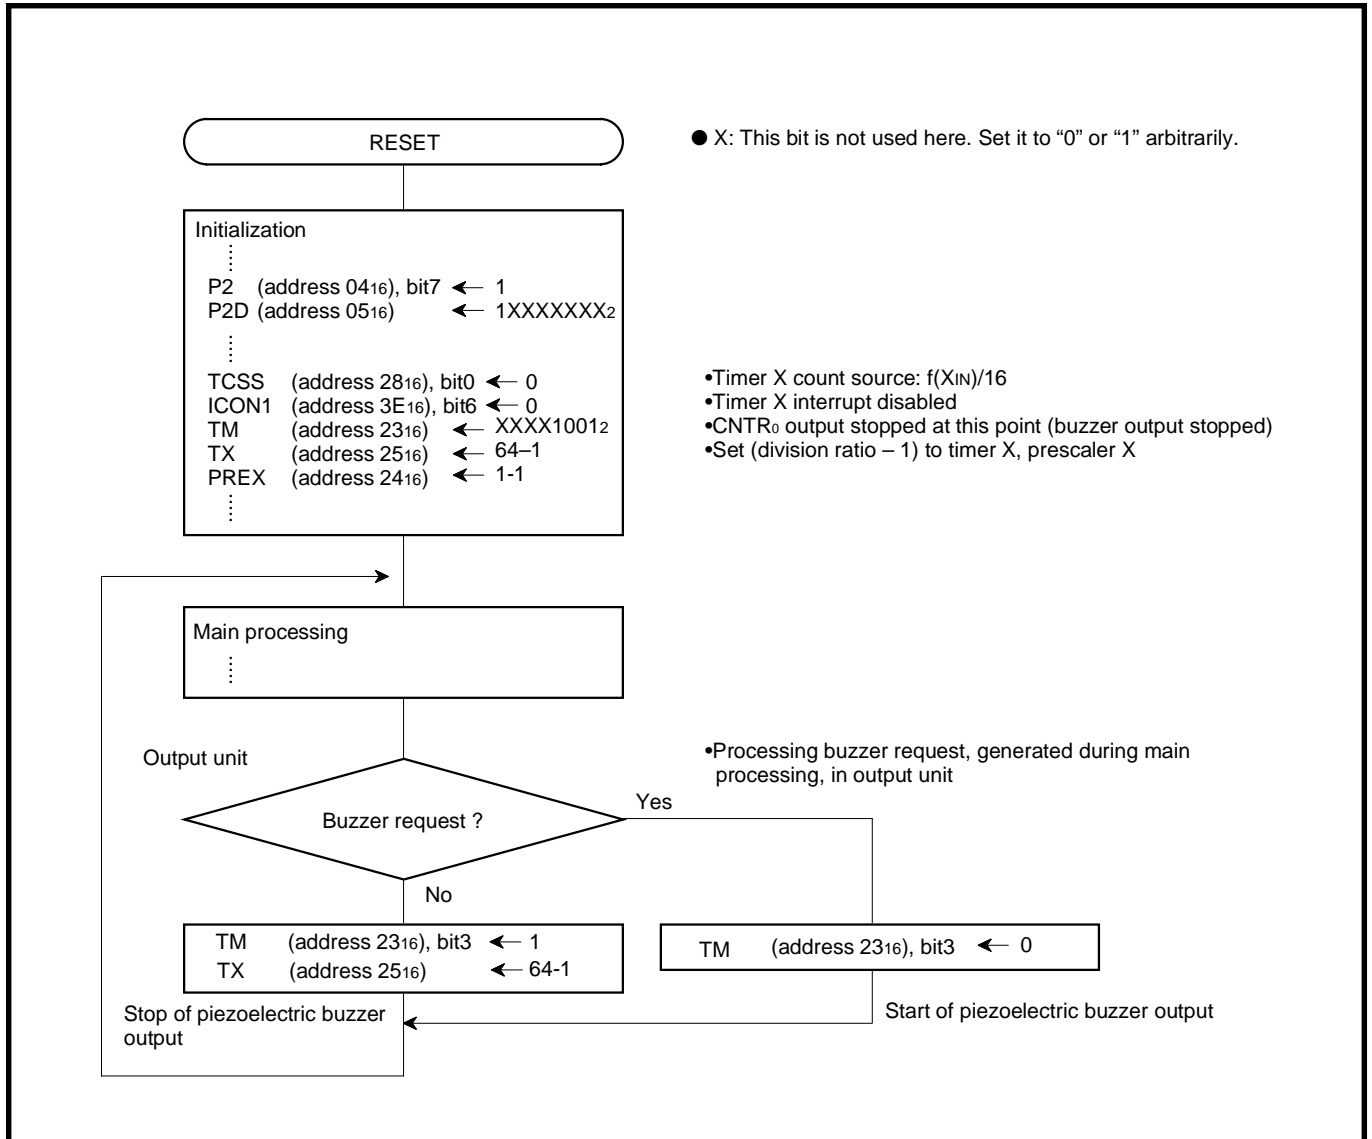 RESET
● X: This bit is not used here. Set it to “0” or “1” arbitrarily.
Initialization
P2 (address 0416), bit7 ← 1
P2D (address 0516) ← 1XXXXXXX2
TCSS (address 2816), bit0 ← 0
ICON1 (address 3E16), bit6 ← 0
TM (address 2316) ← XXXX10012
TX (address 2516) ← 64–1
PREX (address 2416) ← 1-1
•Timer X count source: f(XIN)/16
•Timer X interrupt disabled
•CNTR0 output stopped at this point (buzzer output stopped)
•Set (division ratio – 1) to timer X, prescaler X
Main processing
Output unit
•Processing buzzer request, generated during main
processing, in output unit
Buzzer request ?
Yes
No
TM (address 2316), bit3 ← 1
TX (address 2516) ← 64-1
TM (address 2316), bit3 ← 0
Stop of piezoelectric buzzer
output
Start of piezoelectric buzzer output